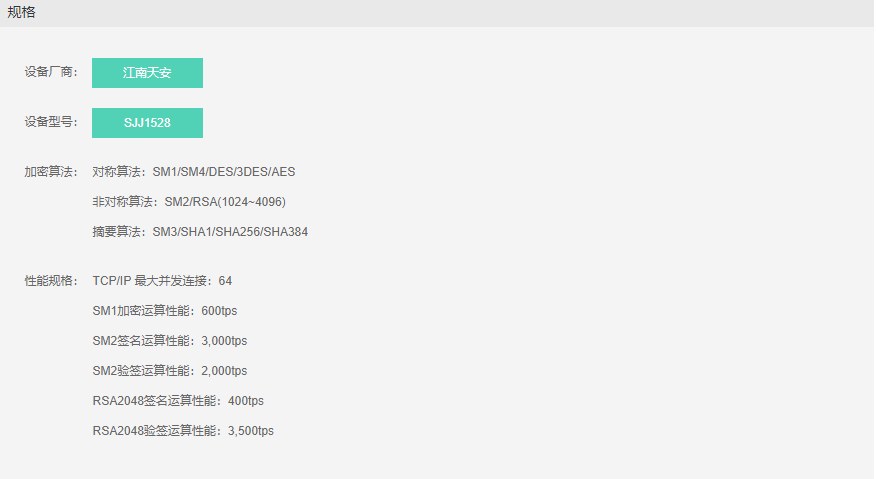 规格
设备厂商： 江南天安
设备型号： SJJ1528
加密算法： 对称算法：SM1/SM4/DES/3DES/AES
非对称算法：SM2/RSA(1024~4096)
摘要算法：SM3/SHA1/SHA256/SHA384
性能规格： TCP/IP 最大并发连接：64
SM1加密运算性能：600tps
SM2签名运算性能：3,000tps
SM2验签运算性能：2,000tps
RSA2048签名运算性能：400tps
RSA2048验签运算性能：3,500tps